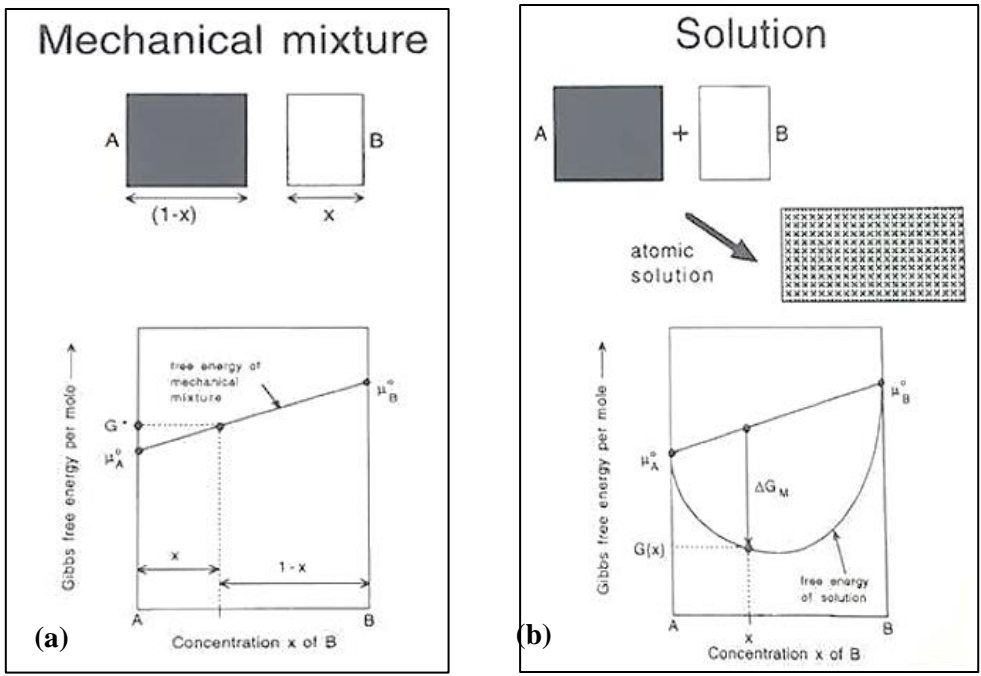 Mechanical mixture
A
B
(1-x)
x
Gibbs free energy per mole
free energy of
mechanical
mixture
G*
μ°A
μ°B
x
1-x
A
B
Concentration x of B
(a)
Solution
A
+
B
atomic
solution
Gibbs free energy per mole
μ°A
μ°B
ΔG M
G{x}
free energy
of solution
A
x
B
Concentration x of B
(b)